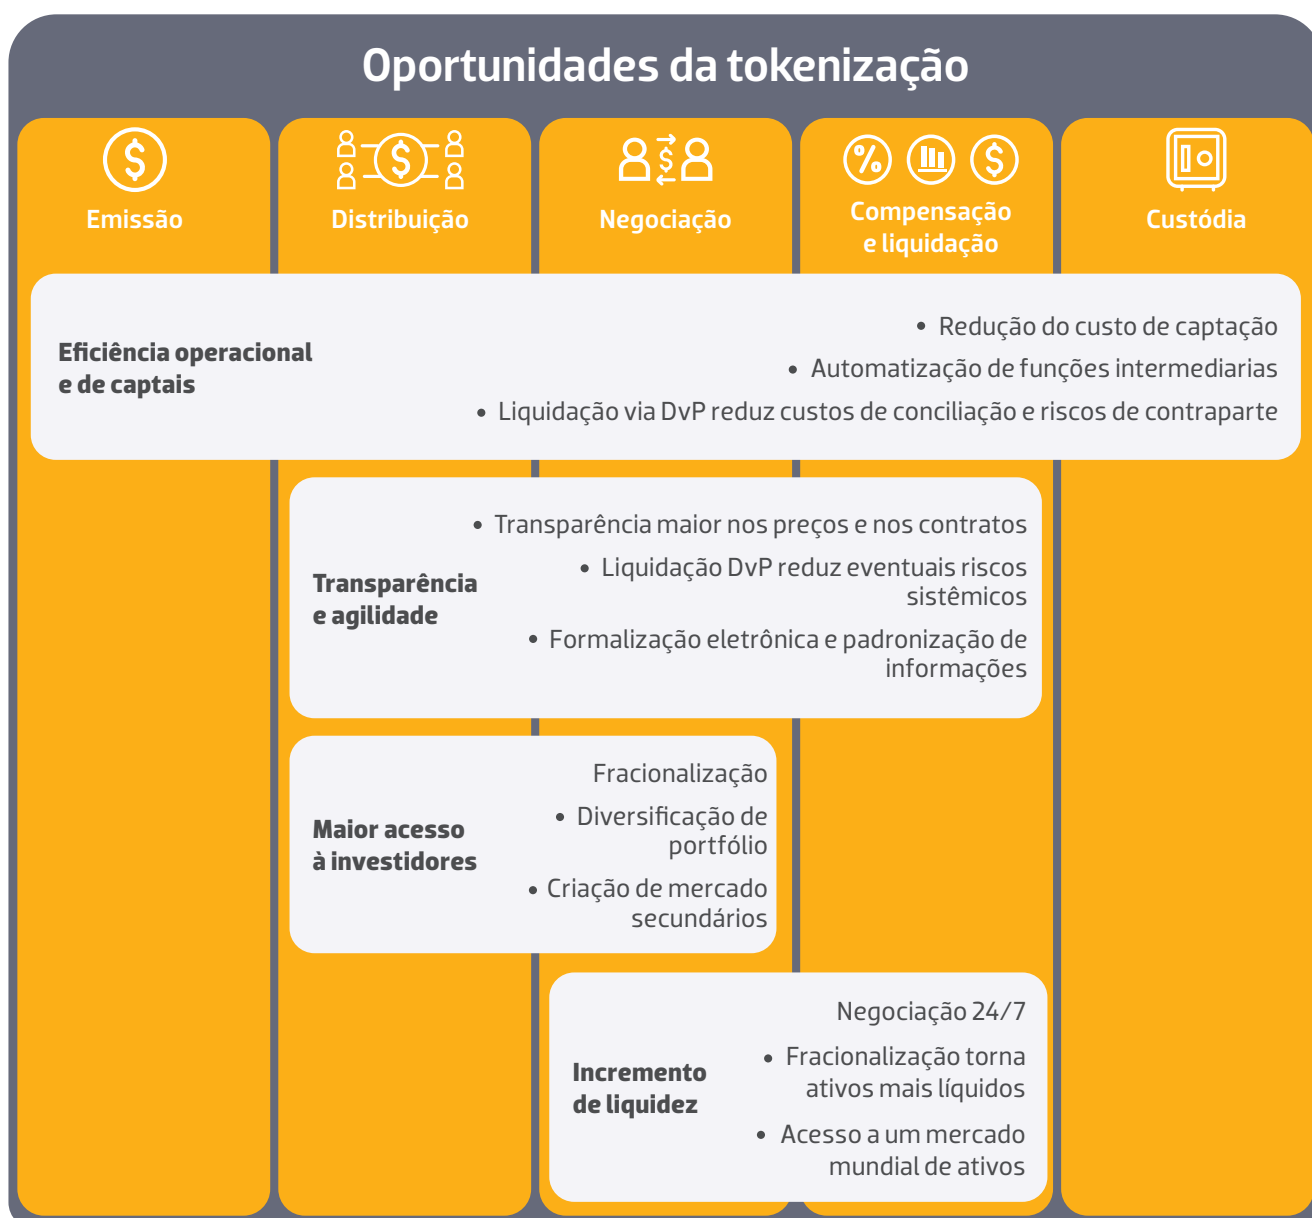 Oportunidades da tokenização
Emissão
Distribuição
Negociação
Compensação
e liquidação
Custódia
Eficiência operacional
e de captais
• Redução do custo de captação
• Automatização de funções intermediarias
• Liquidação via DvP reduz custos de conciliação e riscos de contraparte
Transparência
e agilidade
• Transparência maior nos preços e nos contratos
• Liquidação DvP reduz eventuais riscos
sistêmicos
• Formalização eletrônica e padronização de
informações
Maior acesso
à investidores
Fracionalização
• Diversificação de
portfólio
• Criação de mercado
secundários
Incremento
de liquidez
Negociação 24/7
• Fracionalização torna
ativos mais líquidos
• Acesso a um mercado
mundial de ativos